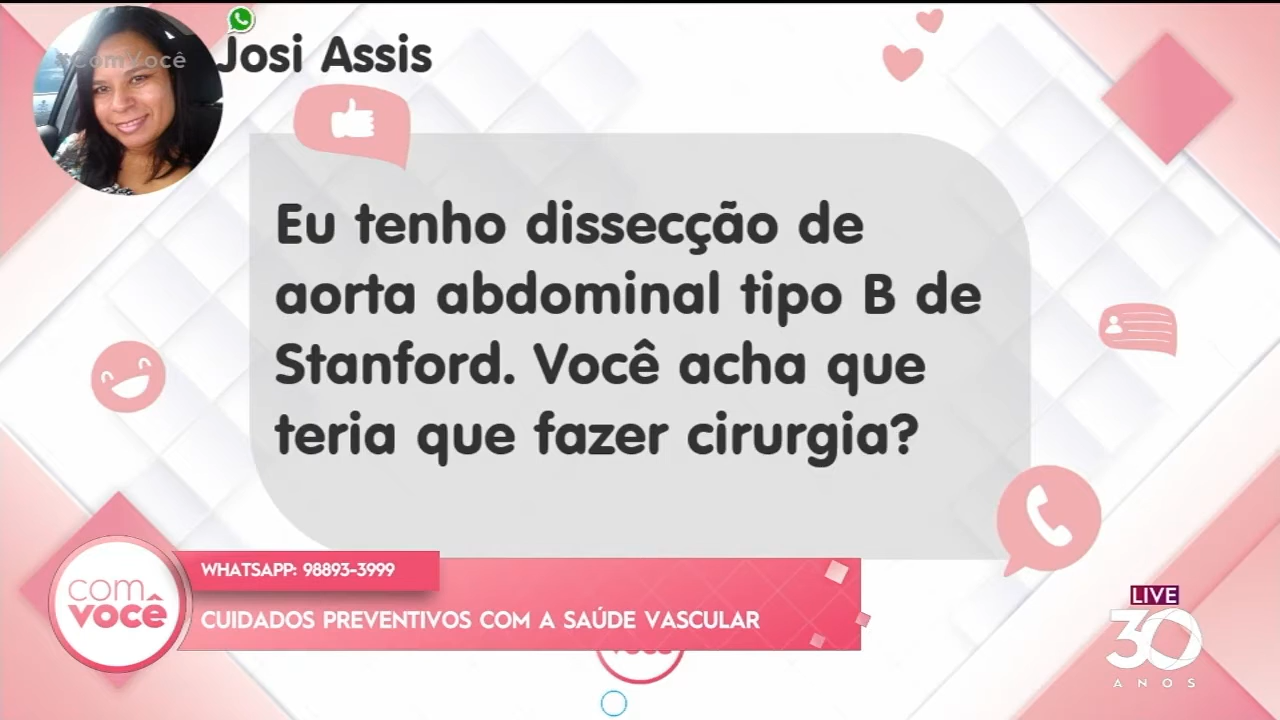 #ComVocê
Josi Assis
Eu tenho dissecção de
aorta abdominal tipo B de
Stanford. Você acha que
teria que fazer cirurgia?
WHATSAPP: 98893-3999
com
você
CUIDADOS PREVENTIVOS COM A SAÚDE VASCULAR
LIVE
30
ANOS